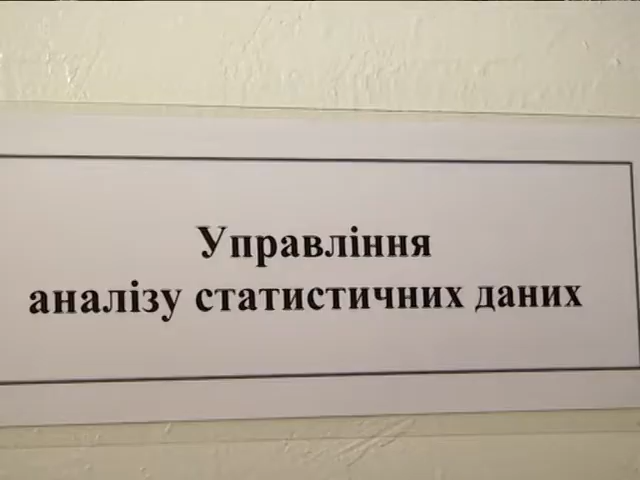 Управління
аналізу статистичних даних